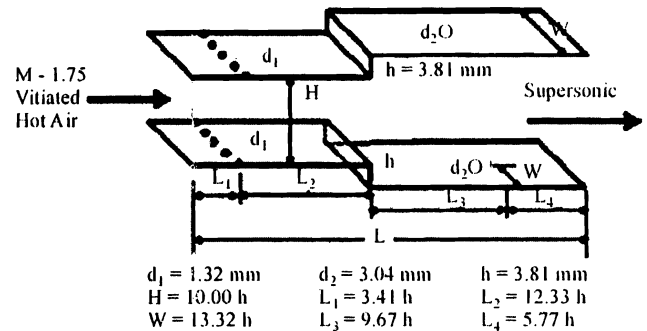 d₂O W
d₁
h = 3.81 mm
M - 1.75
Vitiated
Hot Air
H
Supersonic
d₁
h
d₂O W
L₁ L₂
L₃ L₄
L
d₁ = 1.32 mm d₂ = 3.04 mm h = 3.81 mm
H = 10.00 h L₁ = 3.41 h L₂ = 12.33 h
W = 13.32 h L₃ = 9.67 h L₄ = 5.77 h